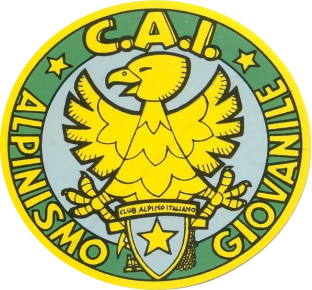 C.A.I.
ALPINISMO
GIOVANILE
CLUB ALPINO ITALIANO